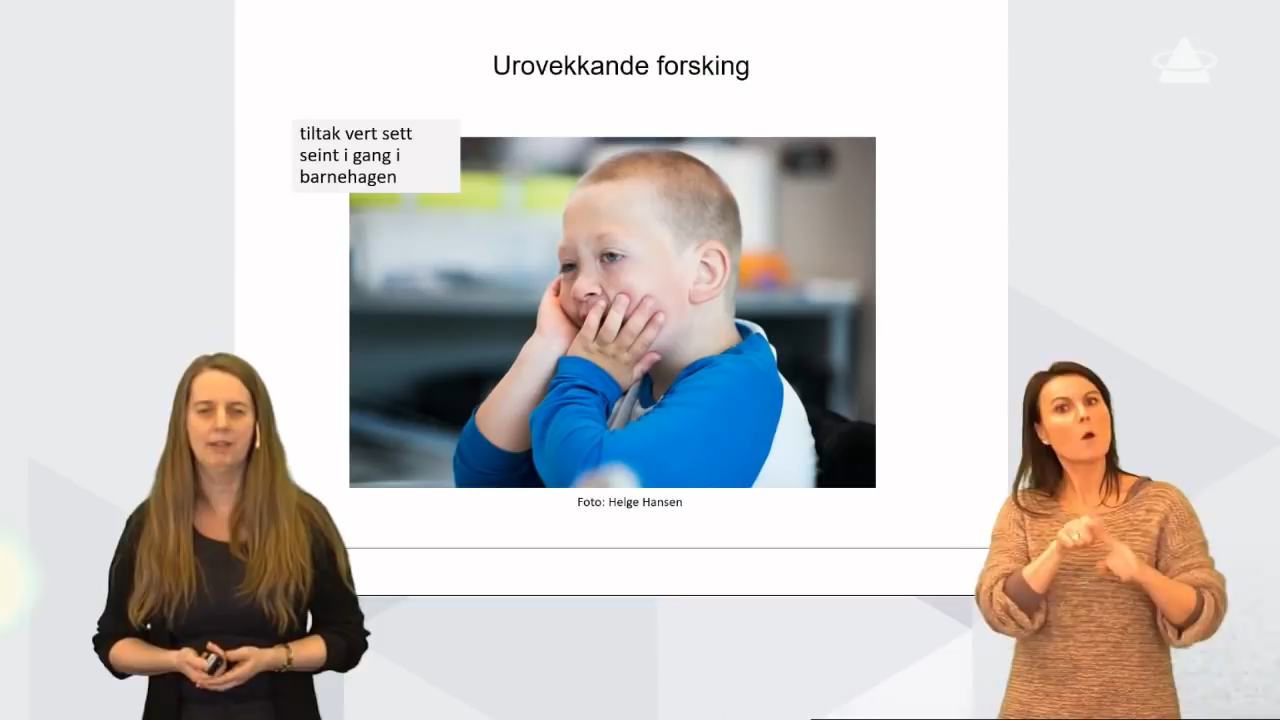 Urovekkande forsking
tiltak vert sett
seint i gang i
barnehagen
Foto: Helge Hansen